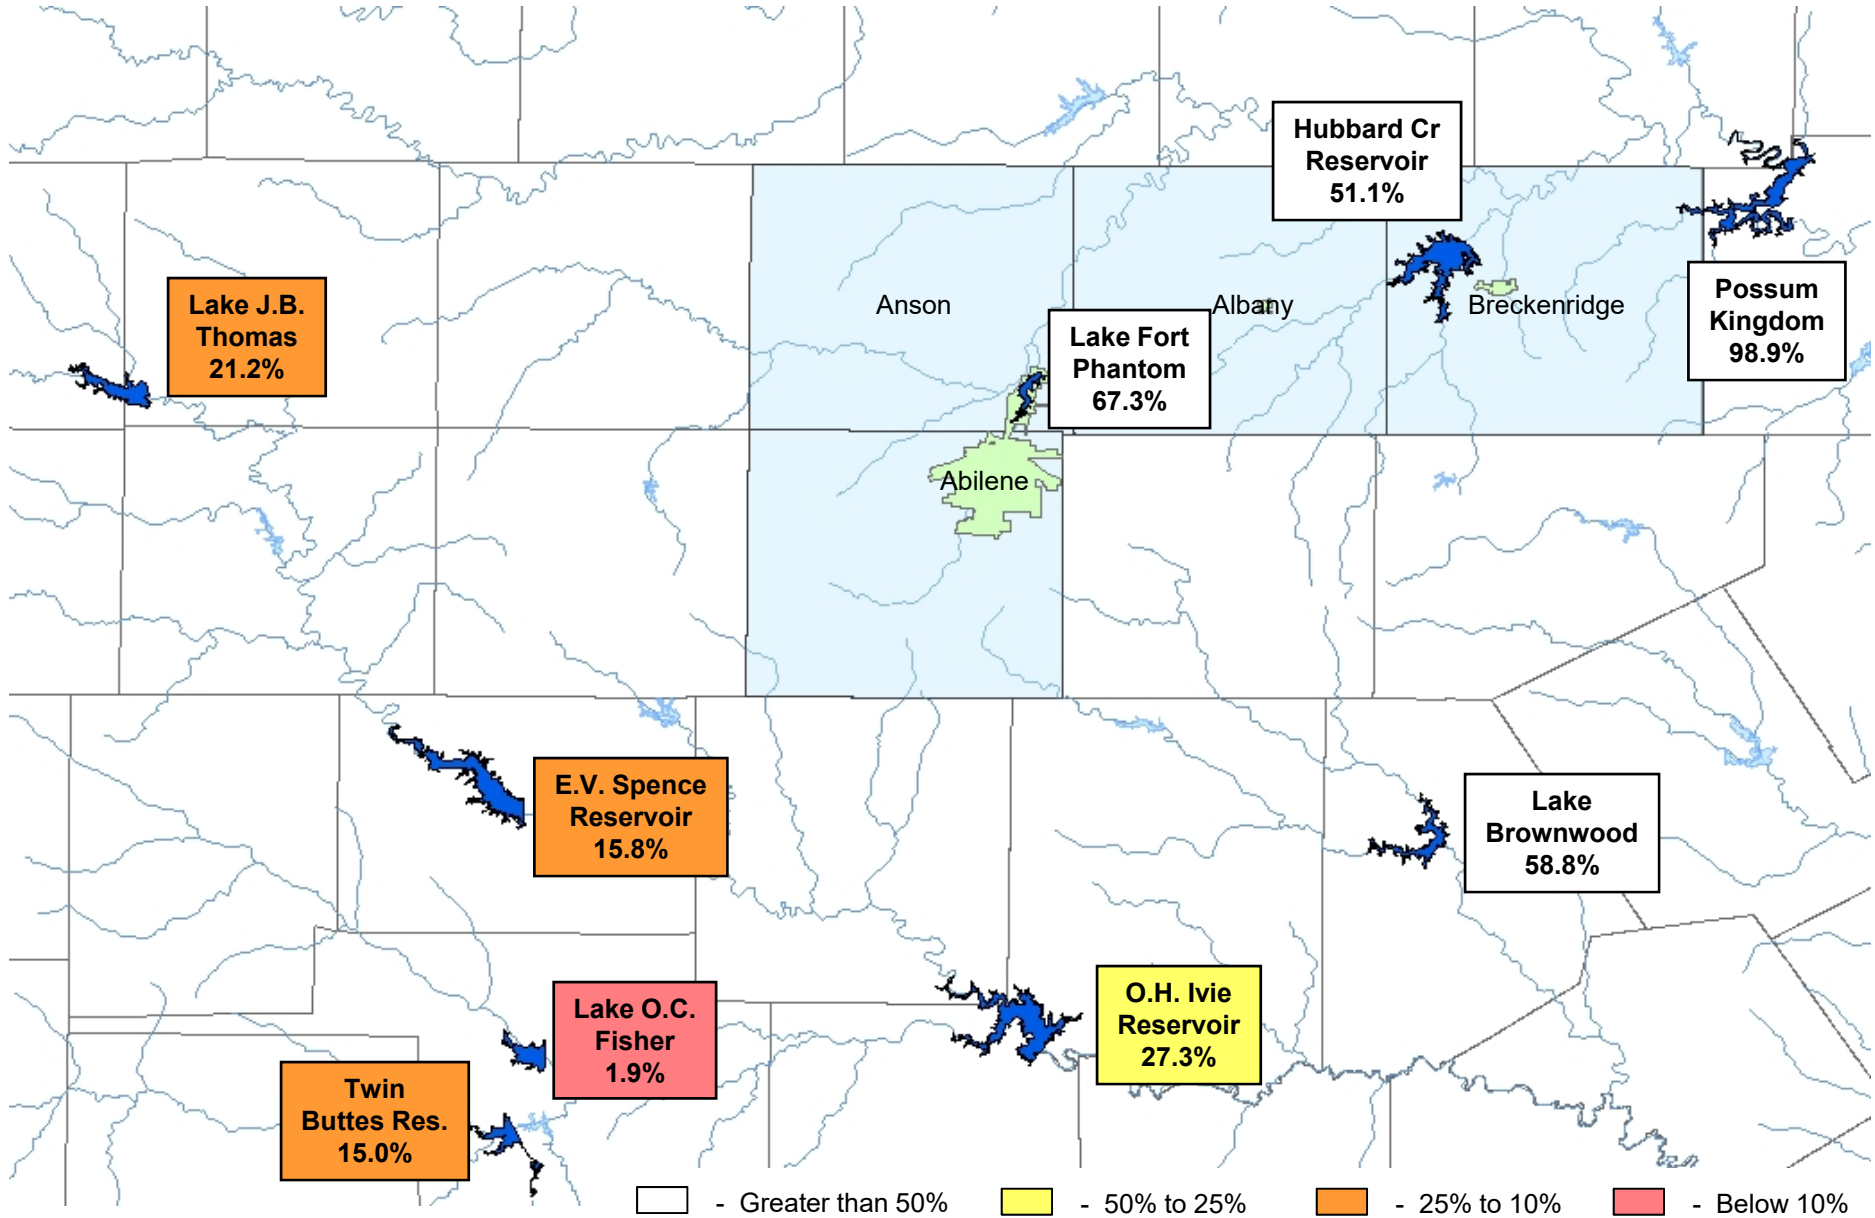 Hubbard Cr
Reservoir
51.1%
Lake J.B.
Thomas
21.2%
Anson
Albany
Breckenridge
Possum
Kingdom
98.9%
Lake Fort
Phantom
67.3%
Abilene
E.V. Spence
Reservoir
15.8%
Lake
Brownwood
58.8%
Lake O.C.
Fisher
1.9%
O.H. Ivie
Reservoir
27.3%
Twin
Buttes Res.
15.0%
- Greater than 50%
- 50% to 25%
- 25% to 10%
- Below 10%